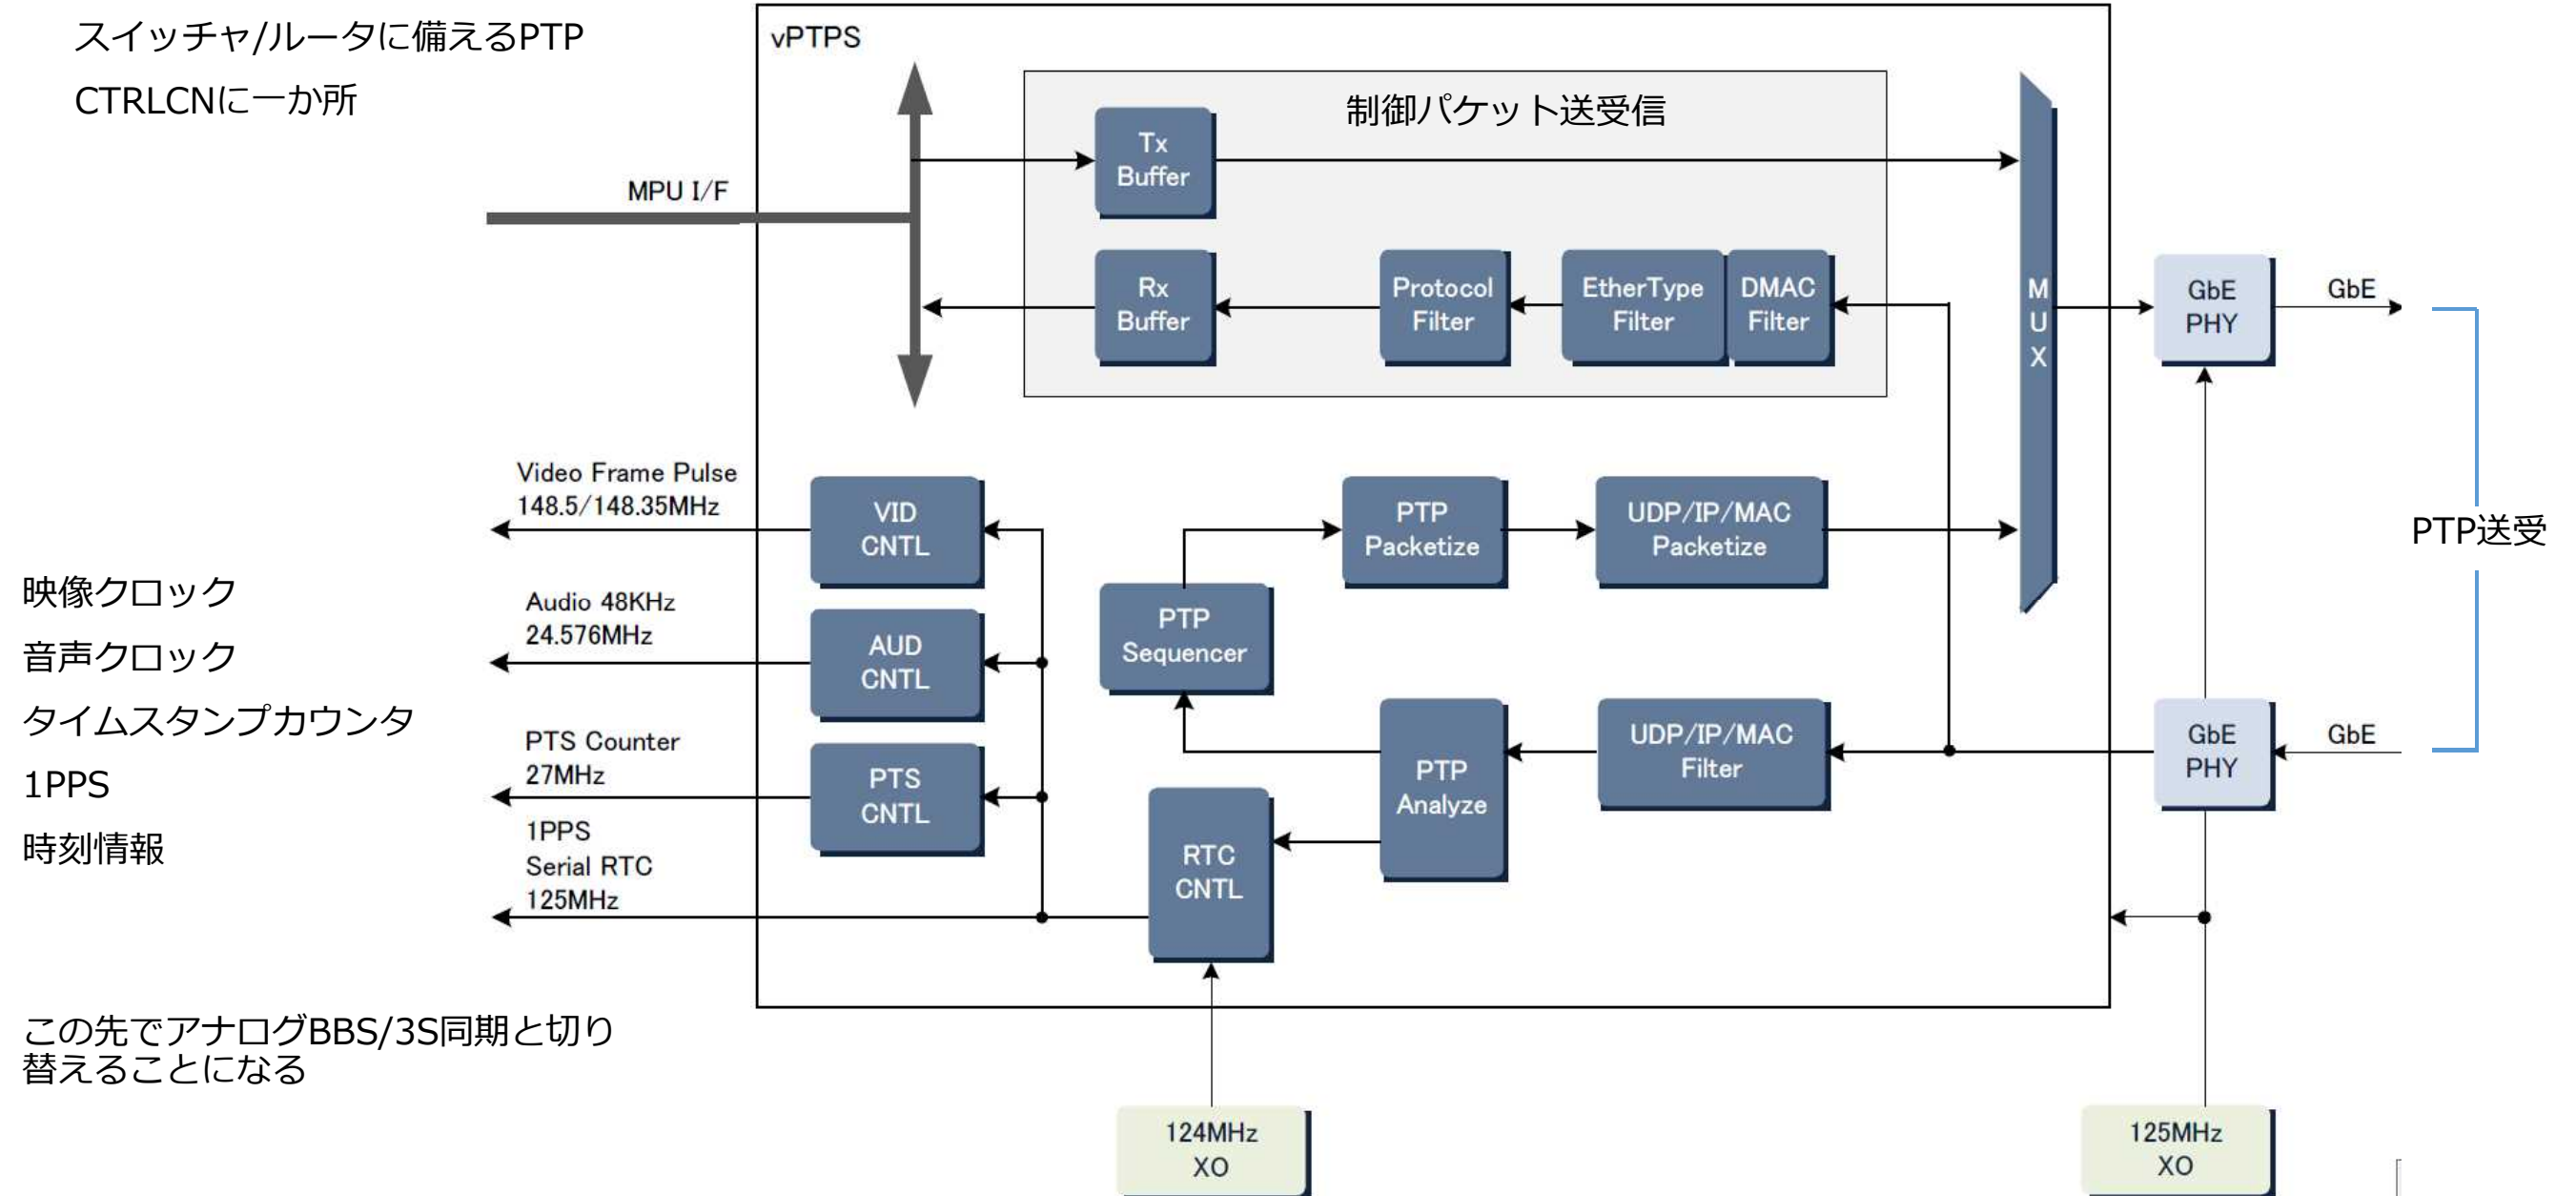 スイッチャ/ルータに備えるPTP
CTRLCNに一か所
vPTPS
制御パケット送受信
Tx
Buffer
MPU I/F
Rx
Buffer
Protocol
Filter
EtherType
Filter
DMAC
Filter
M
U
X
GbE
PHY
GbE
Video Frame Pulse
148.5/148.35MHz
VID
CNTL
PTP
Packetize
UDP/IP/MAC
Packetize
PTP送受
映像クロック
音声クロック
タイムスタンプカウンタ
1PPS
時刻情報
Audio 48KHz
24.576MHz
AUD
CNTL
PTP
Sequencer
PTS Counter
27MHz
PTS
CNTL
PTP
Analyze
UDP/IP/MAC
Filter
GbE
PHY
GbE
1PPS
Serial RTC
125MHz
RTC
CNTL
この先でアナログBBS/3S同期と切り
替えることになる
124MHz
XO
125MHz
XO